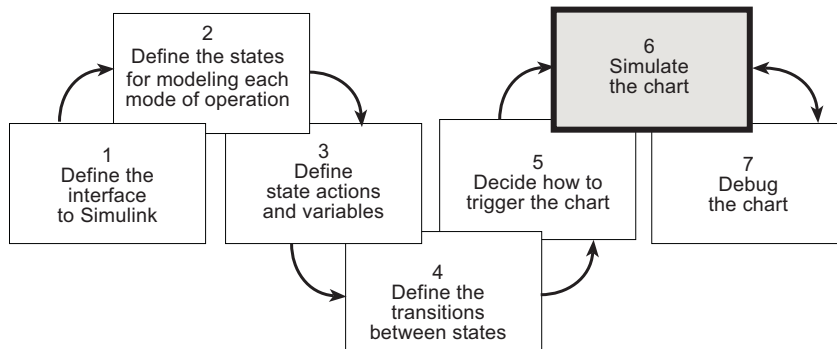 1
Define the
interface
to Simulink
2
Define the states
for modeling each
mode of operation
3
Define
state actions
and variables
4
Define the
transitions
between states
5
Decide how to
trigger the chart
6
Simulate
the chart
7
Debug
the chart